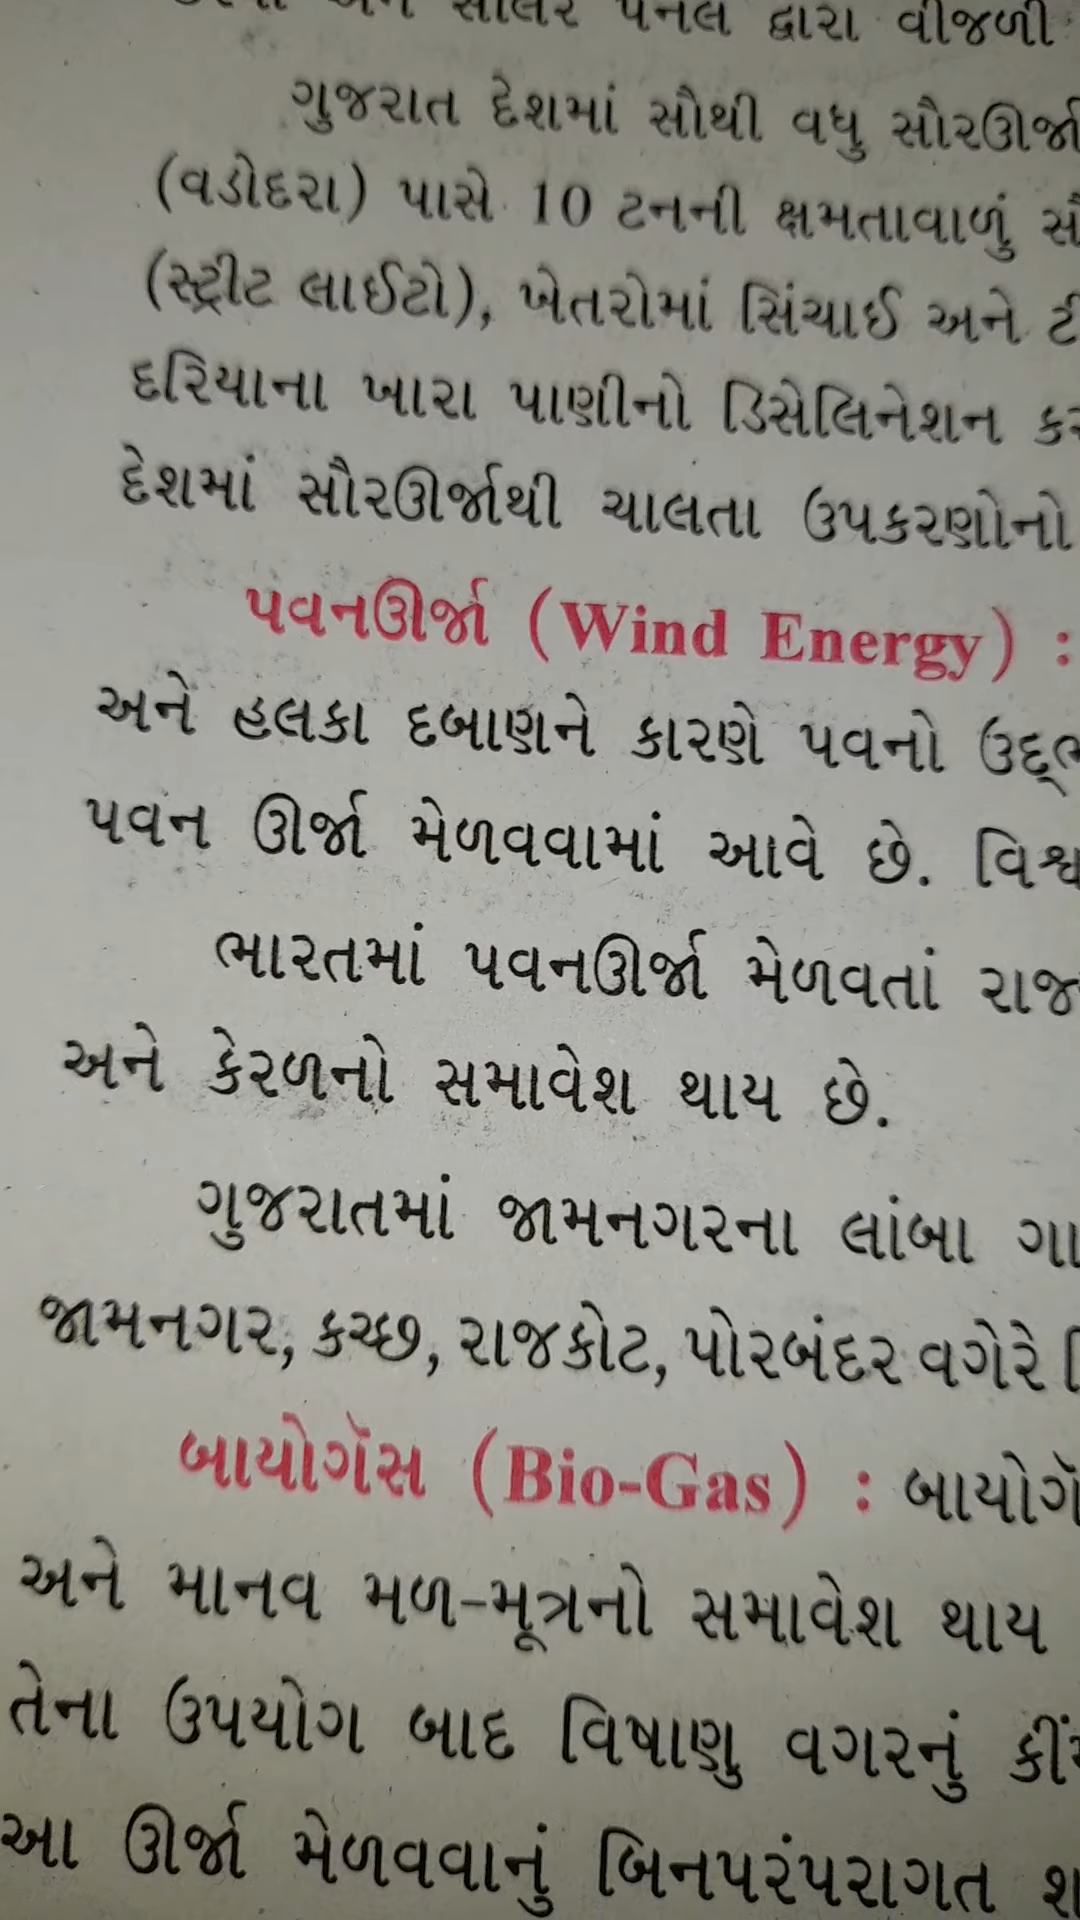 સોલર પેનલ દ્વારા વીજળી
ગુજરાત દેશમાં સૌથી વધુ સૌરઊર્જા
(વડોદરા) પાસે 10 ટનની ક્ષમતાવાળું
(સ્ટ્રીટ લાઈટો), ખેતરોમાં સિંચાઈ અને
દરિયાના ખારા પાણીનો ડિસેલિનેશન
દેશમાં સૌરઊર્જાથી ચાલતા ઉપકરણોનો
પવનઊર્જા (Wind Energy) :
અને હલકા દબાણને કારણે પવનો
પવન ઊર્જા મેળવવામાં આવે છે. વિશ્વ
ભારતમાં પવનઊર્જા મેળવતાં
અને કેરળનો સમાવેશ થાય છે.
ગુજરાતમાં જામનગરના લાંબા
જામનગર, કચ્છ, રાજકોટ, પોરબંદર વગેરે
બાયોગૅસ (Bio-Gas) :
અને માનવ મળ-મૂત્રનો સમાવેશ થાય
તેના ઉપયોગ બાદ વિષાણુ વગરનું
આ ઊર્જા મેળવવાનું બિનપરંપરાગત